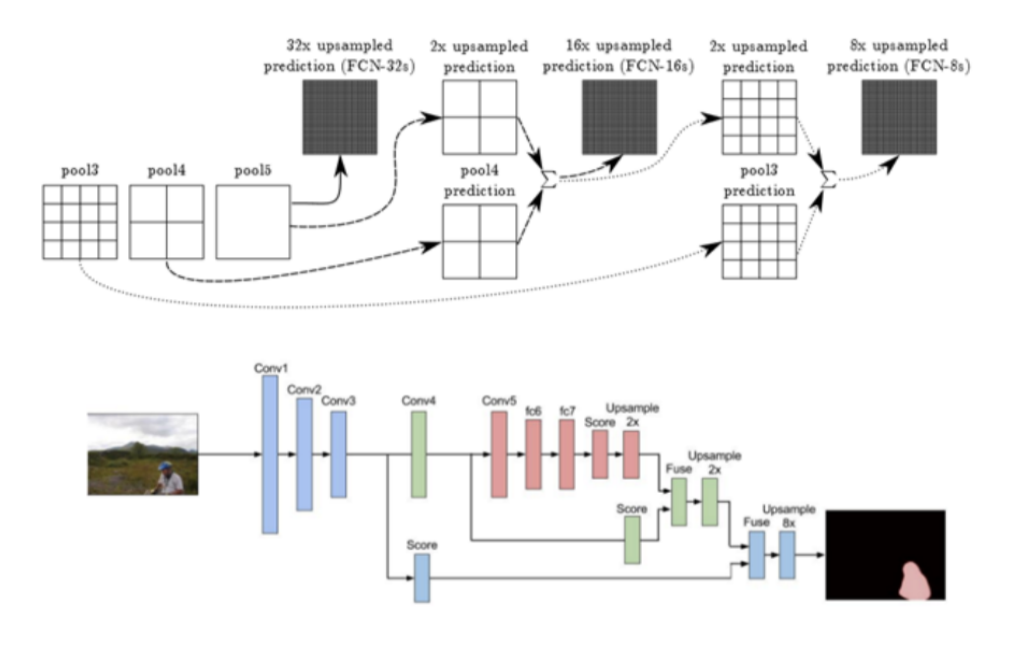 32x upsampled
prediction (FCN-32s)
2x upsampled
prediction
16x upsampled
prediction (FCN-16s)
2x upsampled
prediction
8x upsampled
prediction (FCN-8s)
pool3
pool4
pool5
pool4
prediction
pool3
prediction
Σ
Σ
Conv1
Conv2
Conv3
Conv4
Conv5
fc6
fc7
Score
Upsample
2x
Fuse
Upsample
2x
Score
Fuse
Upsample
8x
Score